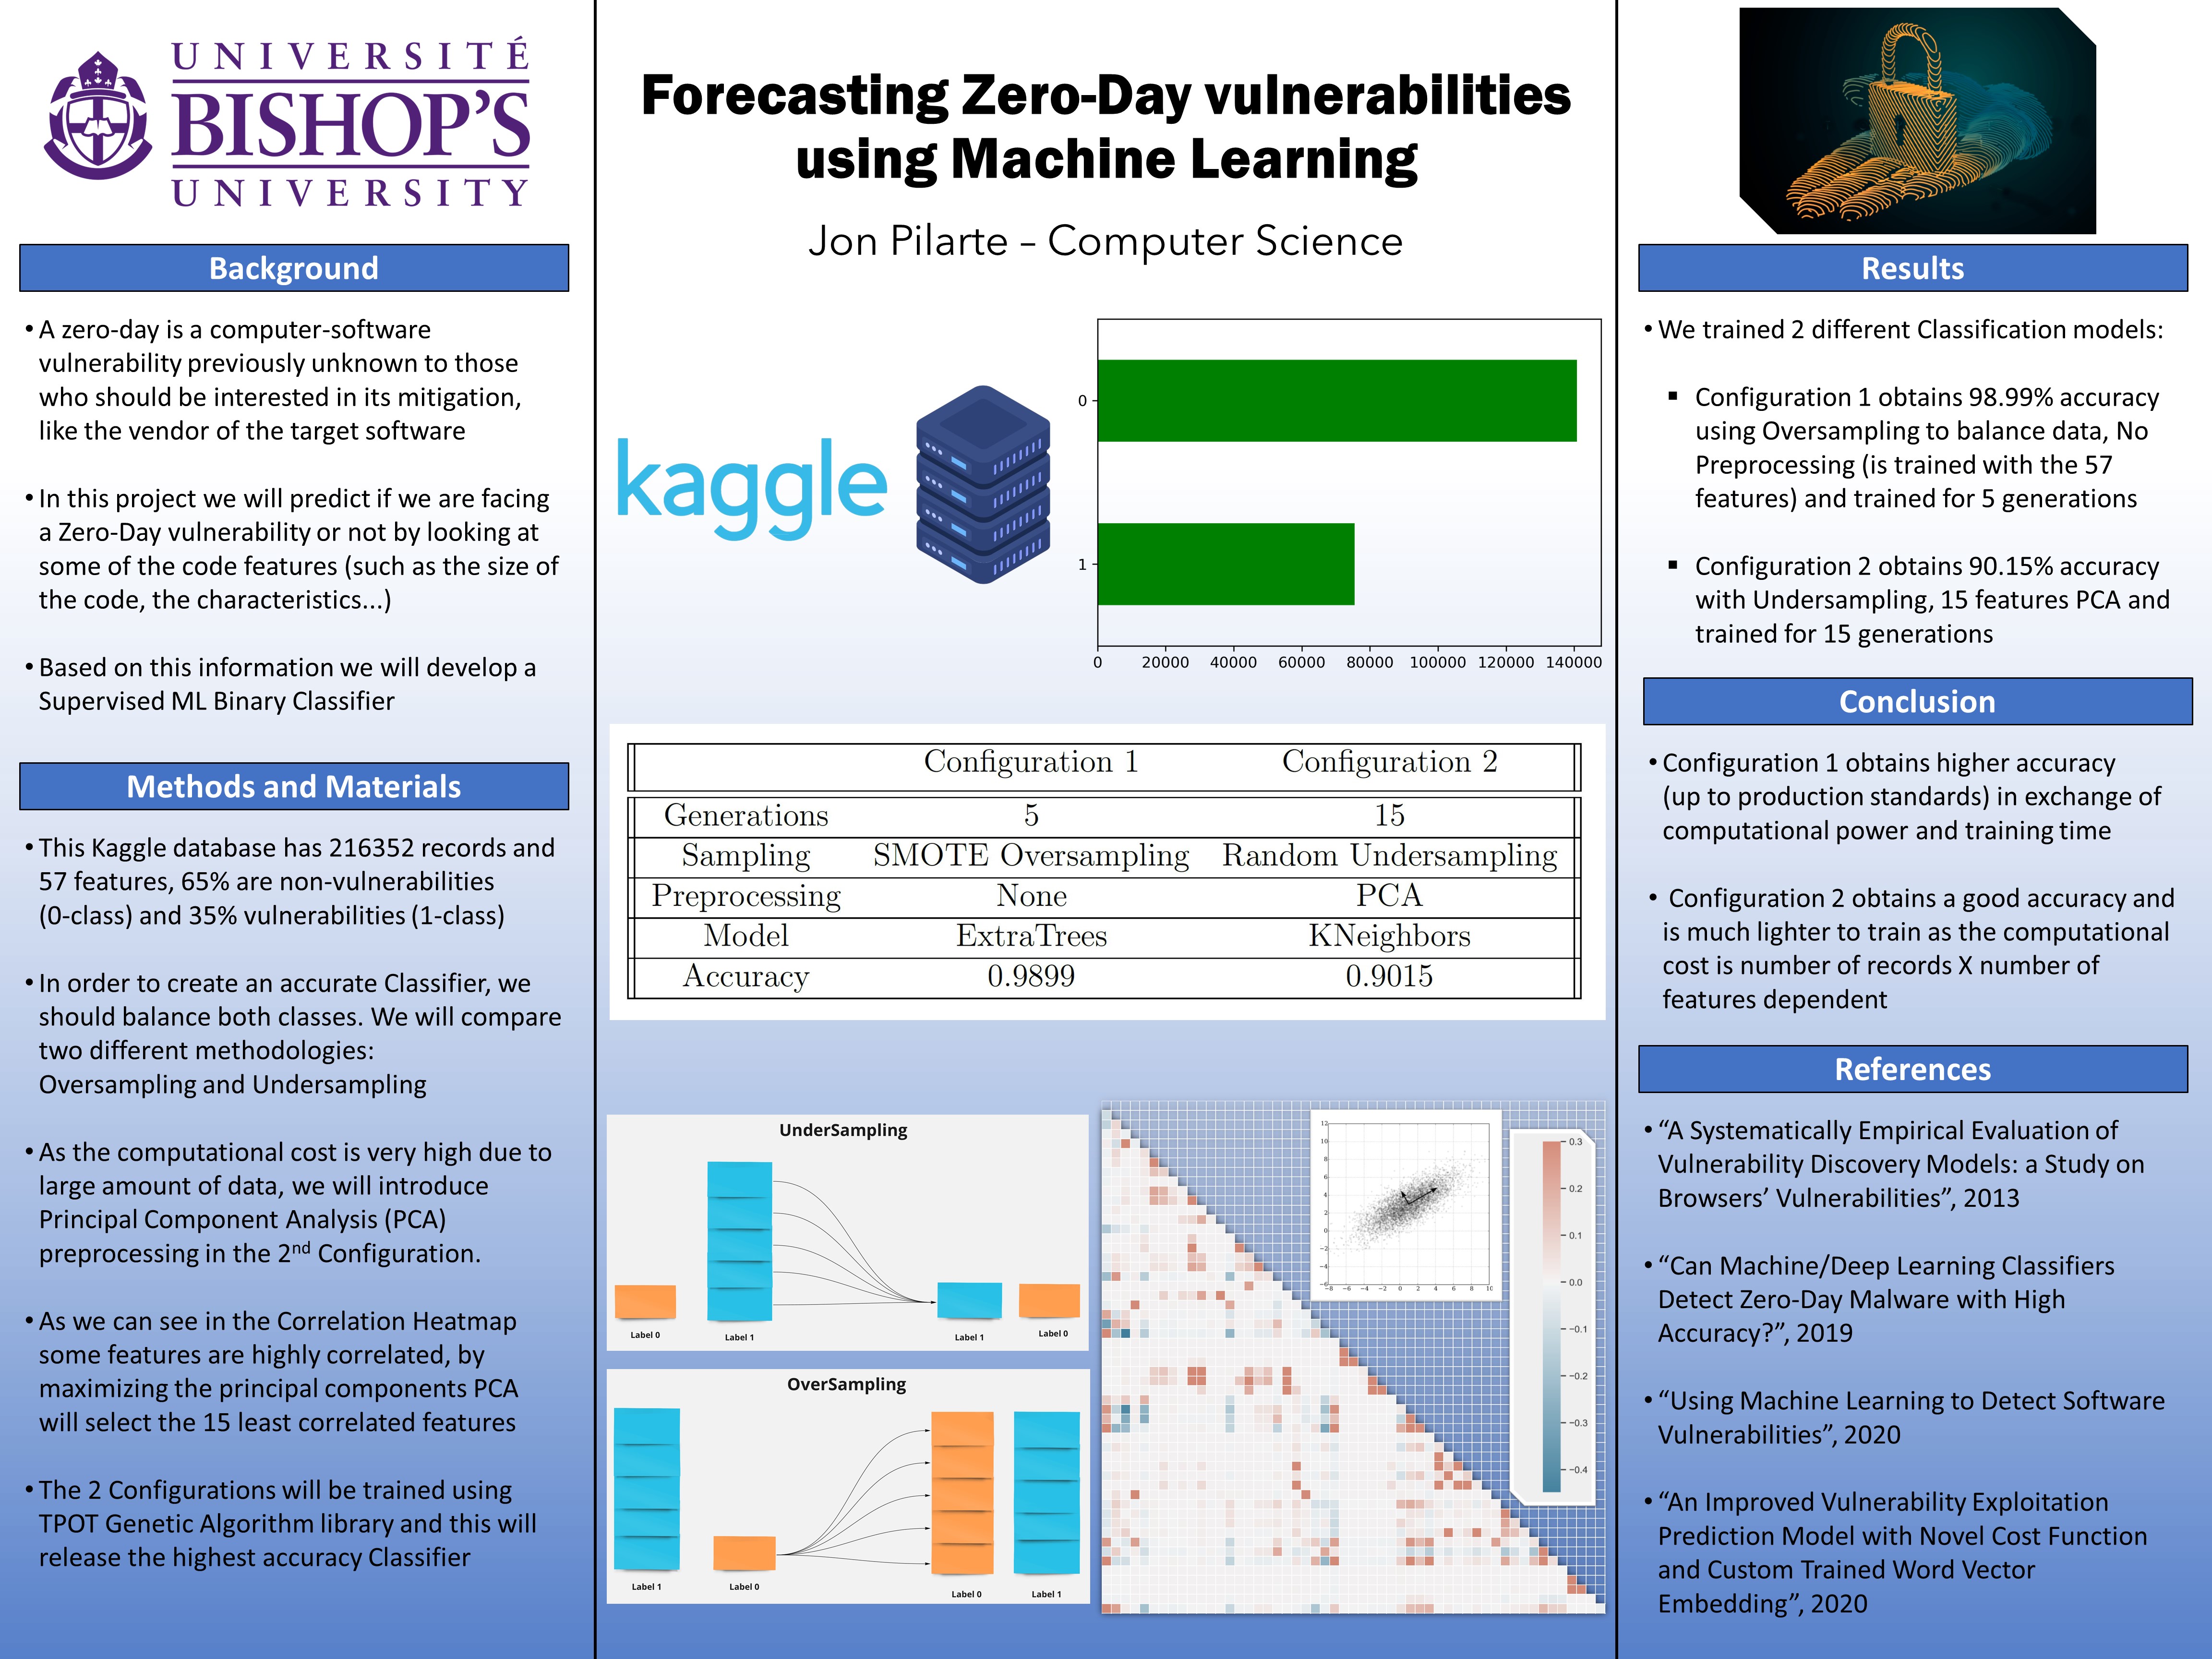 UNIVERSITÉ
BISHOP'S
UNIVERSITY
Background
• A zero-day is a computer-software
vulnerability previously unknown to those
who should be interested in its mitigation,
like the vendor of the target software
• In this project we will predict if we are facing
a Zero-Day vulnerability or not by looking at
some of the code features (such as the size of
the code, the characteristics...)
• Based on this information we will develop a
Supervised ML Binary Classifier
Methods and Materials
• This Kaggle database has 216352 records and
57 features, 65% are non-vulnerabilities
(0-class) and 35% vulnerabilities (1-class)
• In order to create an accurate Classifier, we
should balance both classes. We will compare
two different methodologies:
Oversampling and Undersampling
• As the computational cost is very high due to
large amount of data, we will introduce
Principal Component Analysis (PCA)
preprocessing in the 2nd Configuration.
• As we can see in the Correlation Heatmap
some features are highly correlated, by
maximizing the principal components PCA
will select the 15 least correlated features
• The 2 Configurations will be trained using
TPOT Genetic Algorithm library and this will
release the highest accuracy Classifier
Forecasting Zero-Day vulnerabilities
using Machine Learning
Jon Pilarte – Computer Science
kaggle
0
1
0 20000 40000 60000 80000 100000 120000 140000
Configuration 1 Configuration 2
Generations 5 15
Sampling SMOTE Oversampling Random Undersampling
Preprocessing None PCA
Model ExtraTrees KNeighbors
Accuracy 0.9899 0.9015
UnderSampling
Label 0 Label 1 Label 1 Label 0
OverSampling
Label 1 Label 0 Label 0 Label 1
12
10
8
6
4
2
0
−2
−4
−6
−8 −6 −4 −2 0 2 4 6 8 10
0.3
0.2
0.1
0.0
−0.1
−0.2
−0.3
−0.4
Results
• We trained 2 different Classification models:
▪ Configuration 1 obtains 98.99% accuracy
using Oversampling to balance data, No
Preprocessing (is trained with the 57
features) and trained for 5 generations
▪ Configuration 2 obtains 90.15% accuracy
with Undersampling, 15 features PCA and
trained for 15 generations
Conclusion
• Configuration 1 obtains higher accuracy
(up to production standards) in exchange of
computational power and training time
• Configuration 2 obtains a good accuracy and
is much lighter to train as the computational
cost is number of records X number of
features dependent
References
• “A Systematically Empirical Evaluation of
Vulnerability Discovery Models: a Study on
Browsers’ Vulnerabilities”, 2013
• “Can Machine/Deep Learning Classifiers
Detect Zero-Day Malware with High
Accuracy?”, 2019
• “Using Machine Learning to Detect Software
Vulnerabilities”, 2020
• “An Improved Vulnerability Exploitation
Prediction Model with Novel Cost Function
and Custom Trained Word Vector
Embedding”, 2020